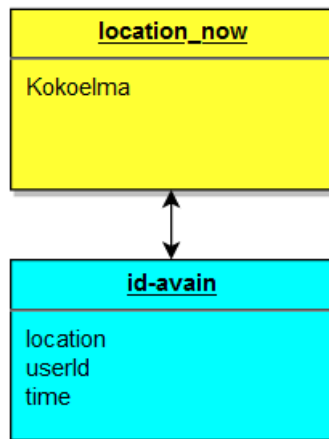 location_now
Kokoelma
id-avain
location
userId
time